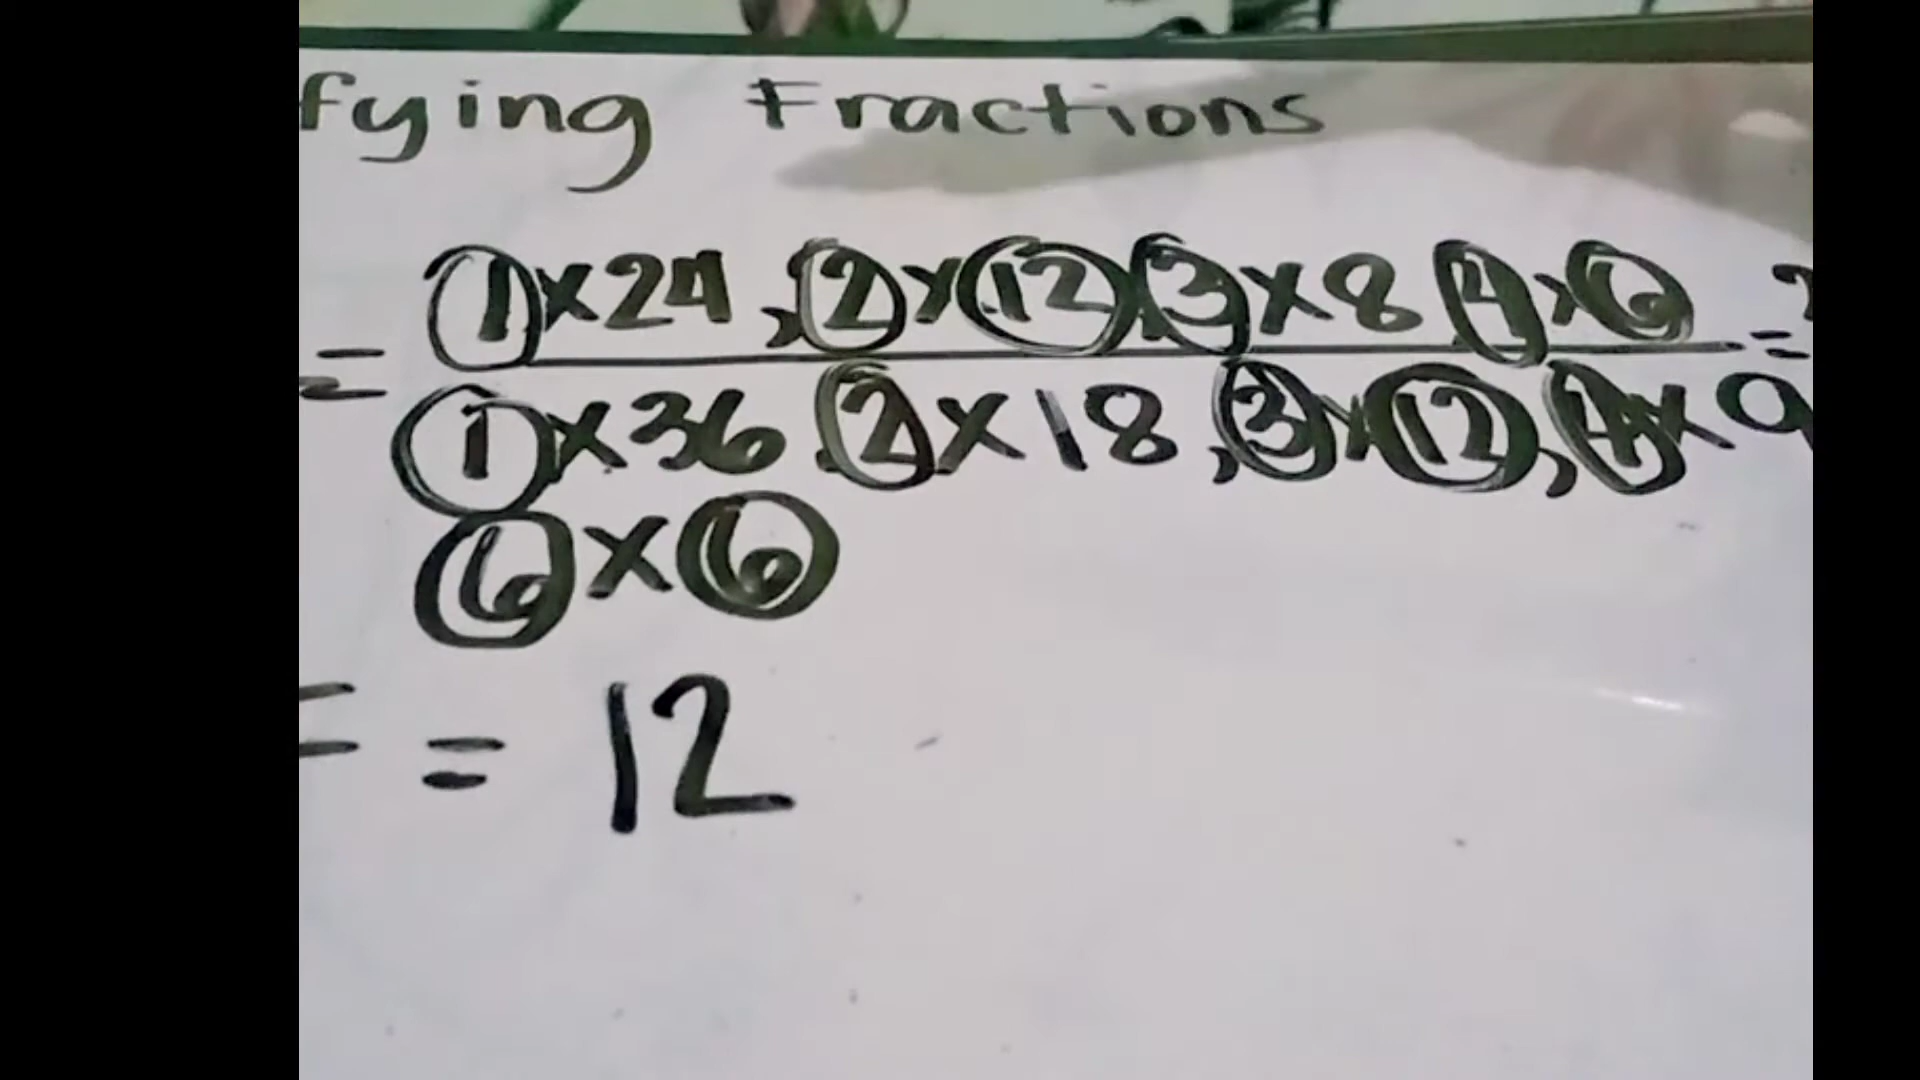 fying Fractions
= 1x24, 2x12, 3x8 4x6 = ?
1x36 2x18, 3x12, 4x9
6x6
= = 12